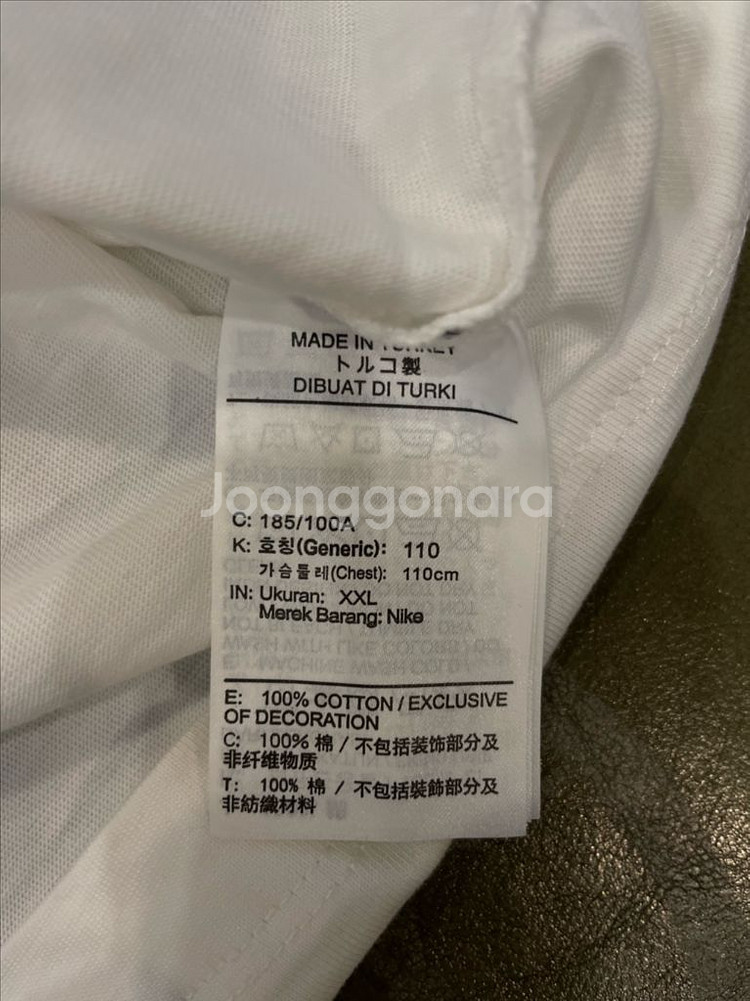 MADE IN TURKEY
トルコ製
DIBUAT DI TURKI
Joonggonara
C: 185/100A
K: 호칭(Generic): 110
가슴둘레(Chest): 110cm
IN: Ukuran: XXL
Merek Barang: Nike
E: 100% COTTON / EXCLUSIVE
OF DECORATION
C: 100% 棉 / 不包括装饰部分及
非纤维物质
T: 100% 棉 / 不包括裝飾部分及
非紡織材料